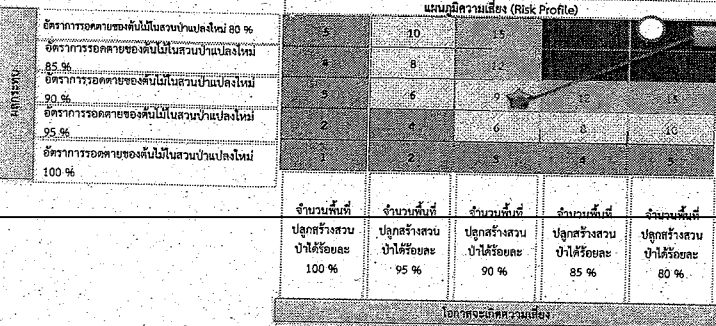 แผนภูมิความเสี่ยง (Risk Profile)
อัตราการรอดตายของต้นไม้ในสวนป่าแปลงใหม่ 80 %
5 10 15
อัตราการรอดตายของต้นไม้ในสวนป่าแปลงใหม่
85 %
4 8 12
อัตราการรอดตายของต้นไม้ในสวนป่าแปลงใหม่
90 %
3 6 9 12 15
อัตราการรอดตายของต้นไม้ในสวนป่าแปลงใหม่
95 %
2 4 6 8 10
อัตราการรอดตายของต้นไม้ในสวนป่าแปลงใหม่
100 %
1 2 3 4 5
ผลกระทบ
จำนวนพื้นที่ จำนวนพื้นที่ จำนวนพื้นที่ จำนวนพื้นที่ จำนวนพื้นที่
ปลูกสร้างสวน ปลูกสร้างสวน ปลูกสร้างสวน ปลูกสร้างสวน ปลูกสร้างสวน
ป่าได้ร้อยละ ป่าได้ร้อยละ ป่าได้ร้อยละ ป่าได้ร้อยละ ป่าได้ร้อยละ
100 % 95 % 90 % 85 % 80 %
โอกาสจะเกิดความเสี่ยง